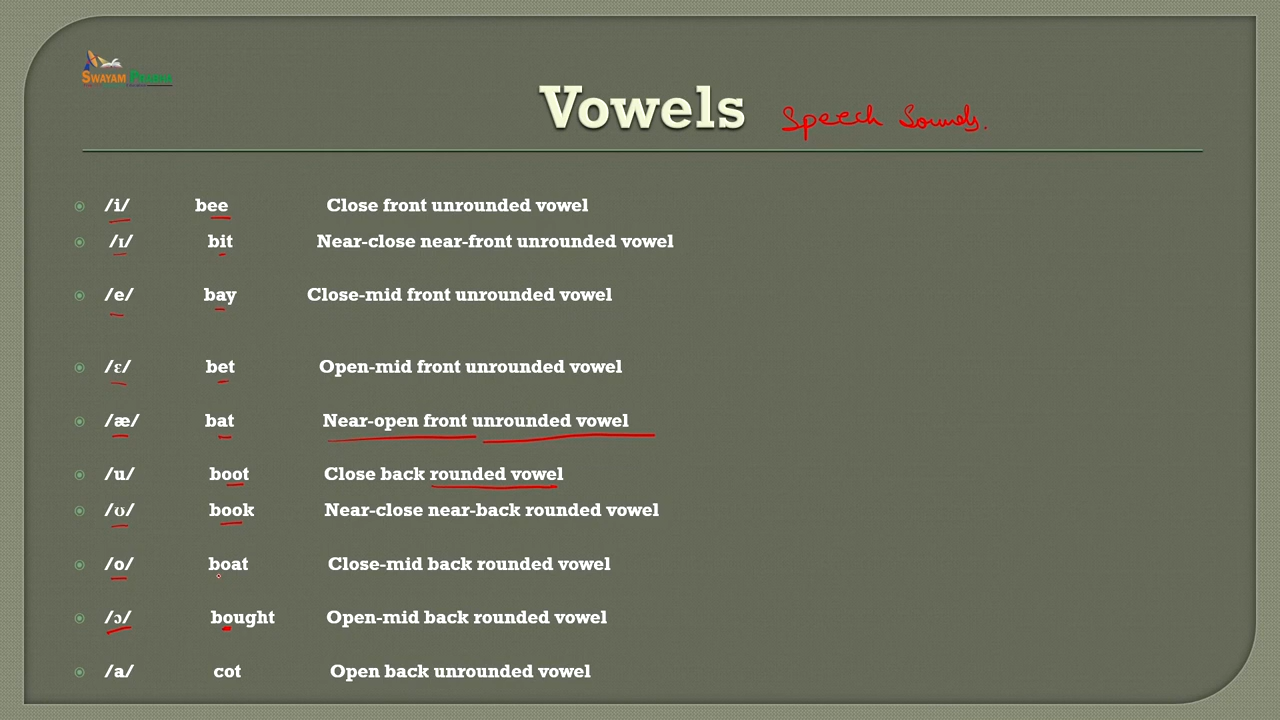 SWAYAM PRABHA
Vowels Speech Sounds.
/i/ bee Close front unrounded vowel
/ɪ/ bit Near-close near-front unrounded vowel
/e/ bay Close-mid front unrounded vowel
/ɛ/ bet Open-mid front unrounded vowel
/æ/ bat Near-open front unrounded vowel
/u/ boot Close back rounded vowel
/ʊ/ book Near-close near-back rounded vowel
/o/ boat Close-mid back rounded vowel
/ɔ/ bought Open-mid back rounded vowel
/a/ cot Open back unrounded vowel